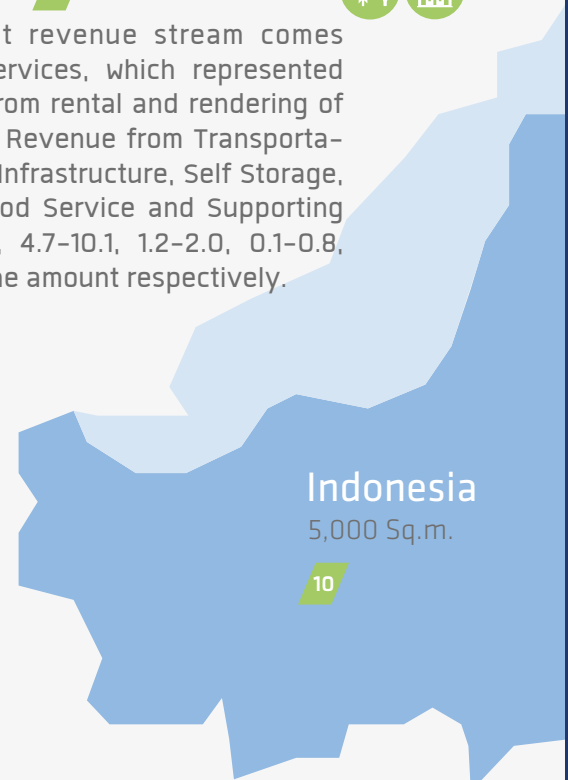 t revenue stream comes
ervices, which represented
rom rental and rendering of
Revenue from Transporta-
Infrastructure, Self Storage,
od Service and Supporting
, 4.7-10.1, 1.2-2.0, 0.1-0.8,
e amount respectively.
Indonesia
5,000 Sq.m.
10